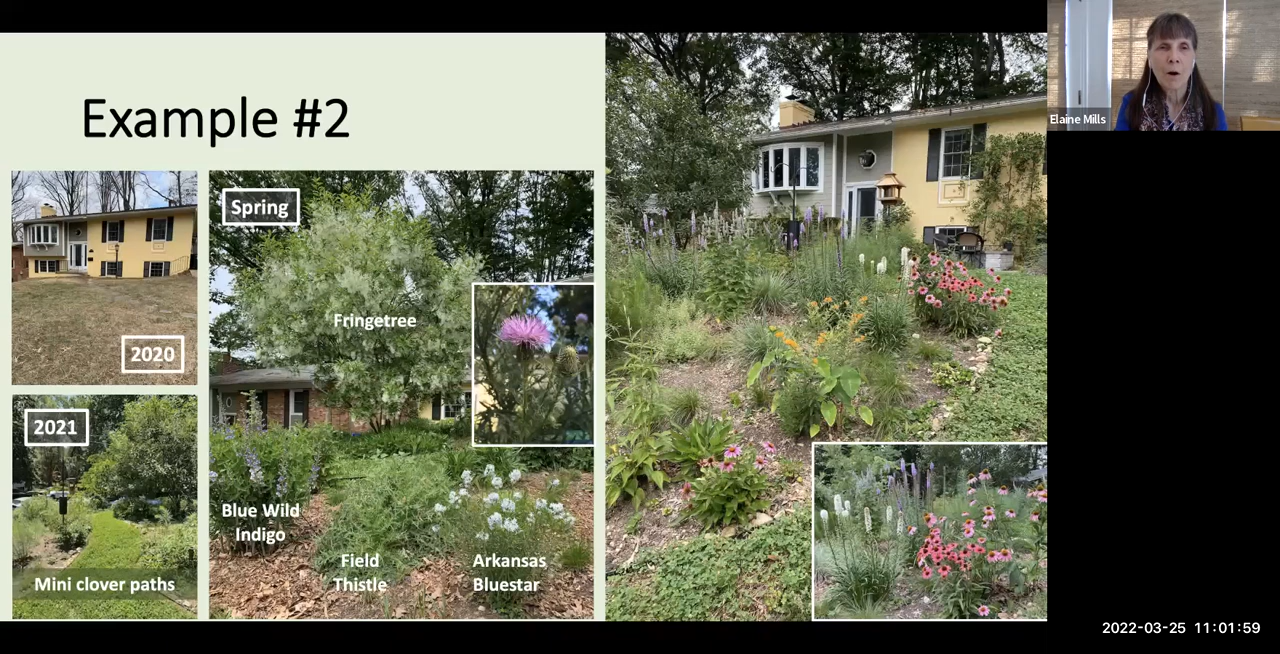 Example #2
Elaine Mills
2020
2021
Mini clover paths
Spring
Fringetree
Blue Wild
Indigo
Field
Thistle
Arkansas
Bluestar
2022-03-25 11:01:59